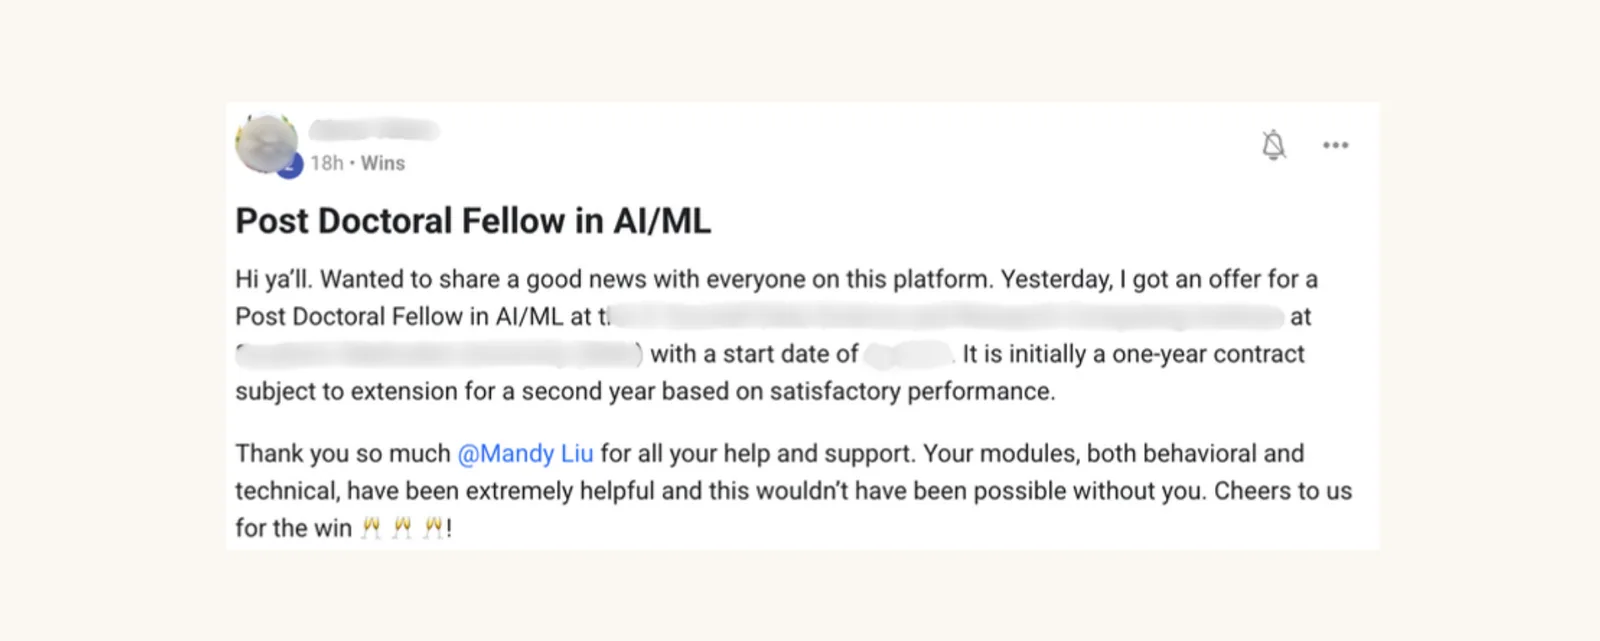 18h • Wins
Post Doctoral Fellow in AI/ML
Hi ya’ll. Wanted to share a good news with everyone on this platform. Yesterday, I got an offer for a
Post Doctoral Fellow in AI/ML at at
) with a start date of . It is initially a one-year contract
subject to extension for a second year based on satisfactory performance.
Thank you so much @Mandy Liu for all your help and support. Your modules, both behavioral and
technical, have been extremely helpful and this wouldn’t have been possible without you. Cheers to us
for the win 🥂 🥂 🥂!